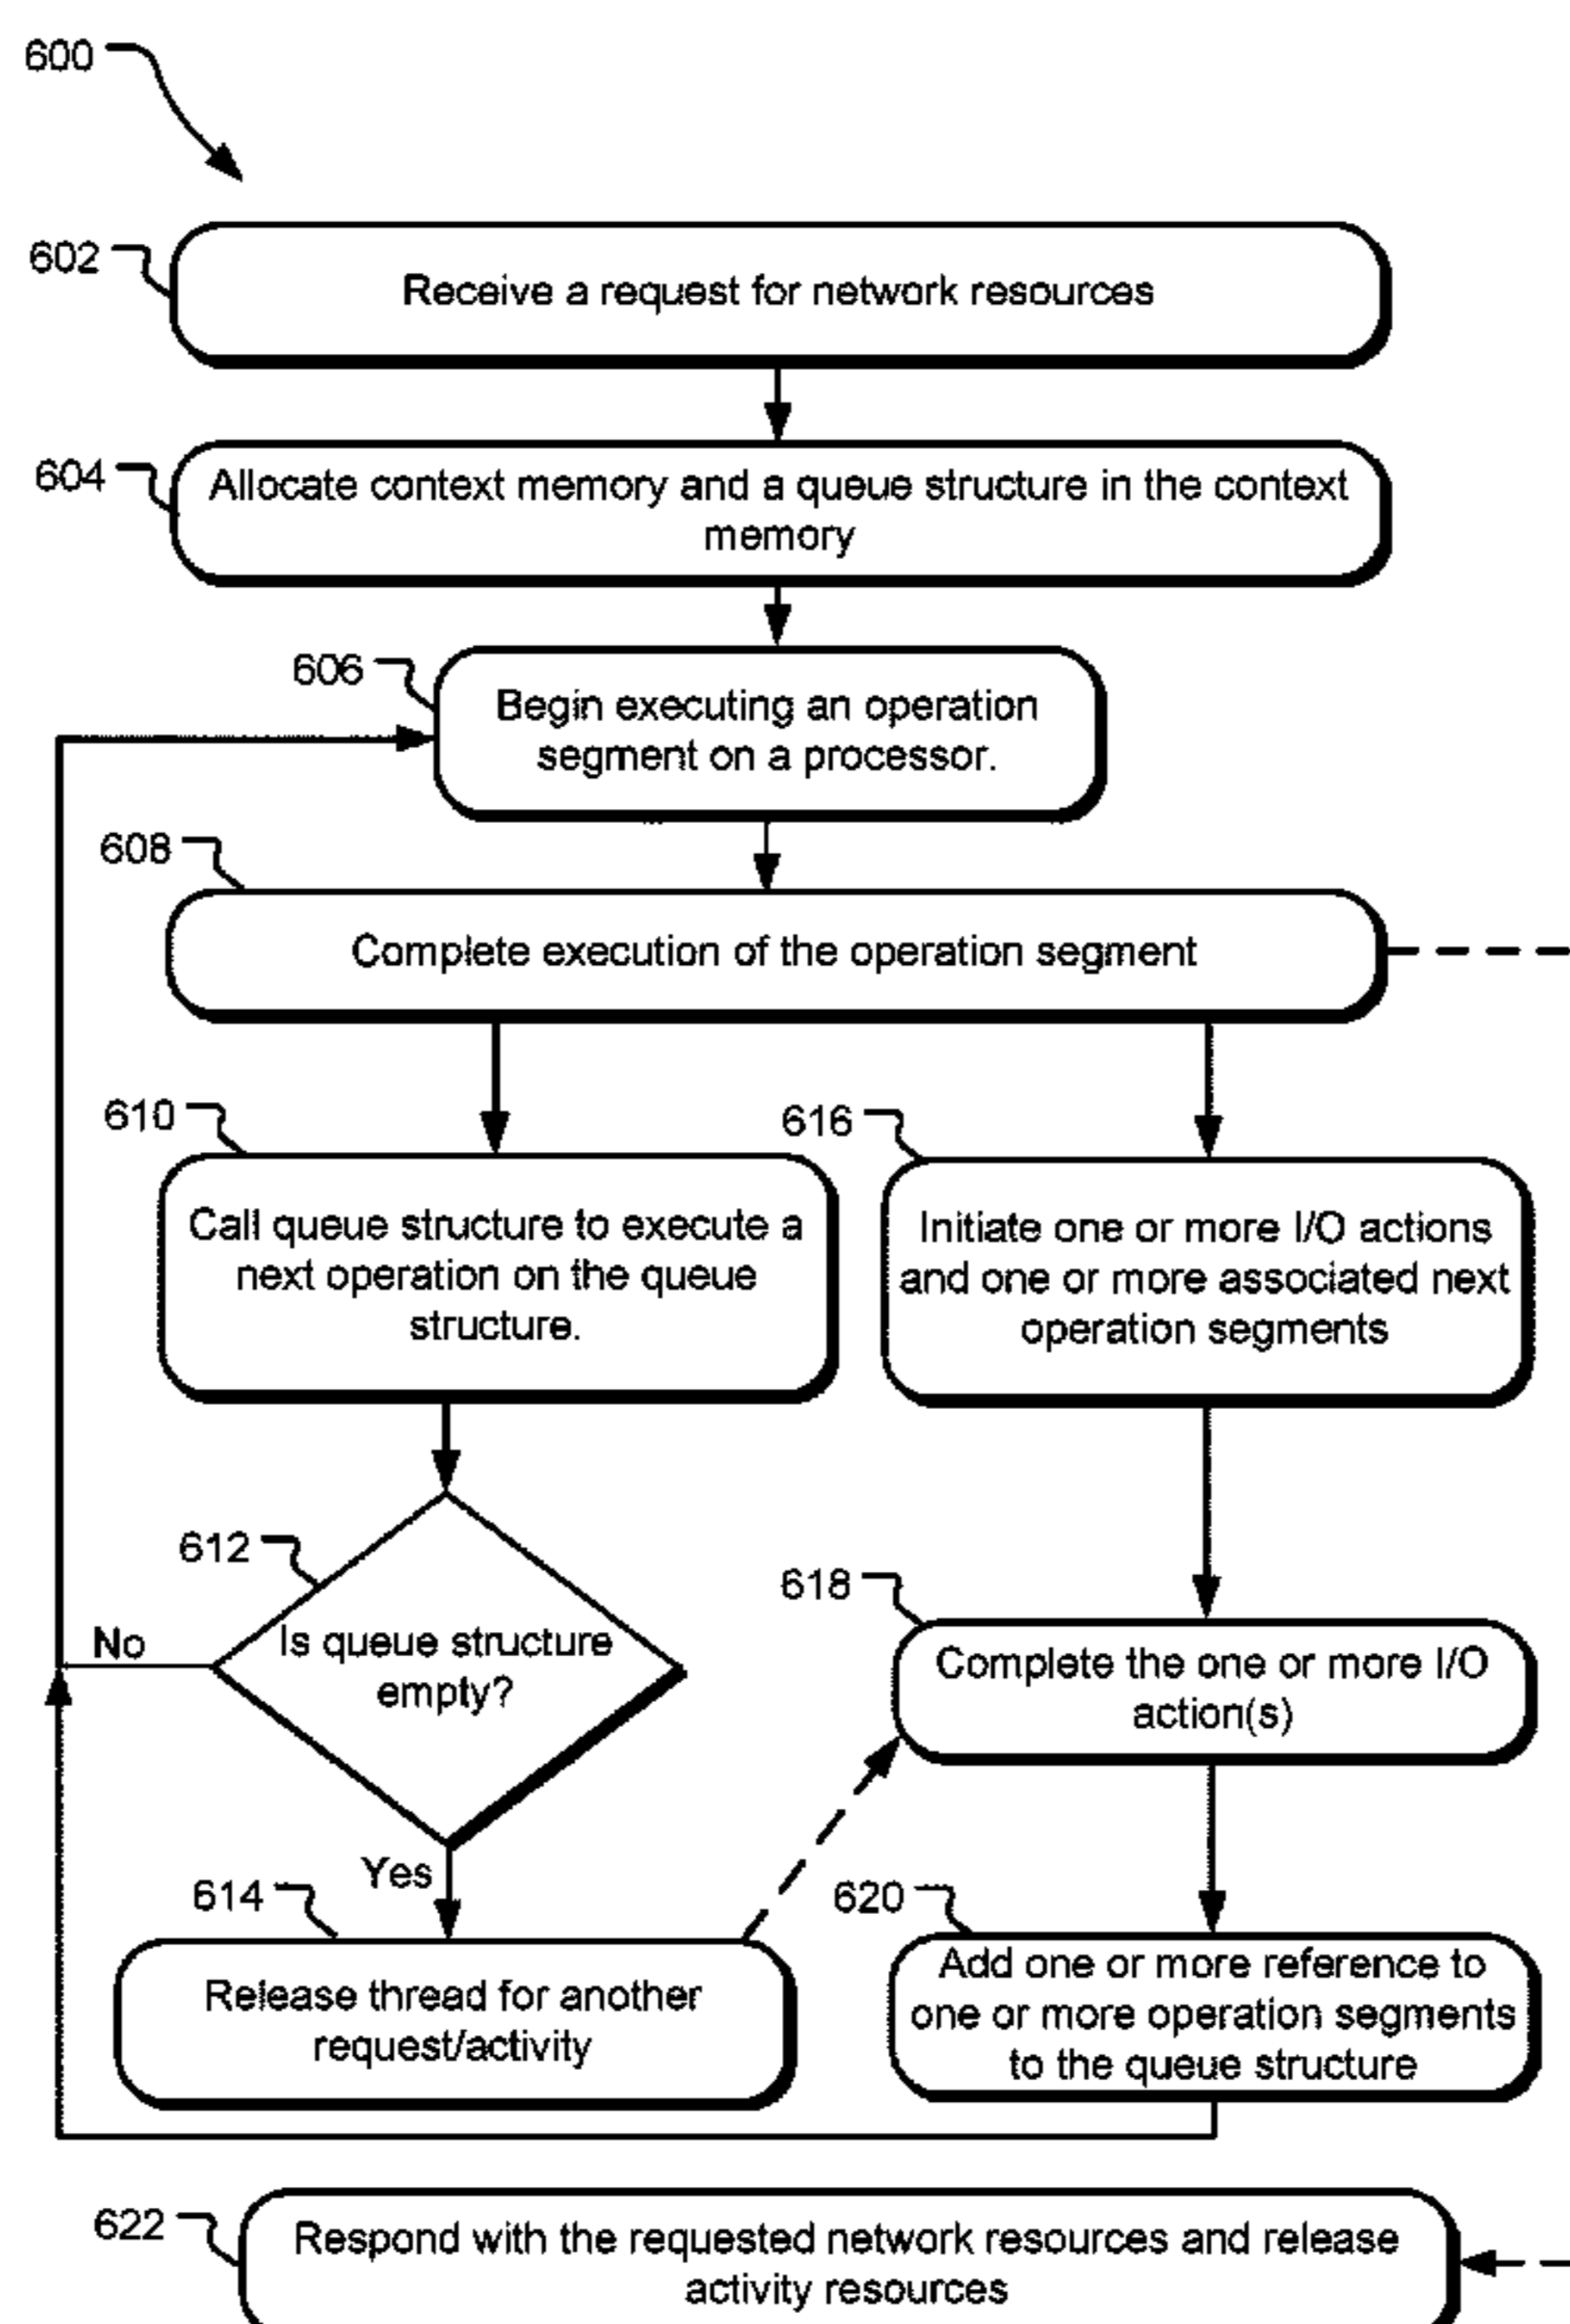 600
602
Receive a request for network resources
604
Allocate context memory and a queue structure in the context
memory
606
Begin executing an operation
segment on a processor.
608
Complete execution of the operation segment
610
Call queue structure to execute a
next operation on the queue
structure.
616
Initiate one or more I/O actions
and one or more associated next
operation segments
612
Is queue structure
empty?
No
Yes
618
Complete the one or more I/O
action(s)
614
Release thread for another
request/activity
620
Add one or more reference to
one or more operation segments
to the queue structure
622
Respond with the requested network resources and release
activity resources